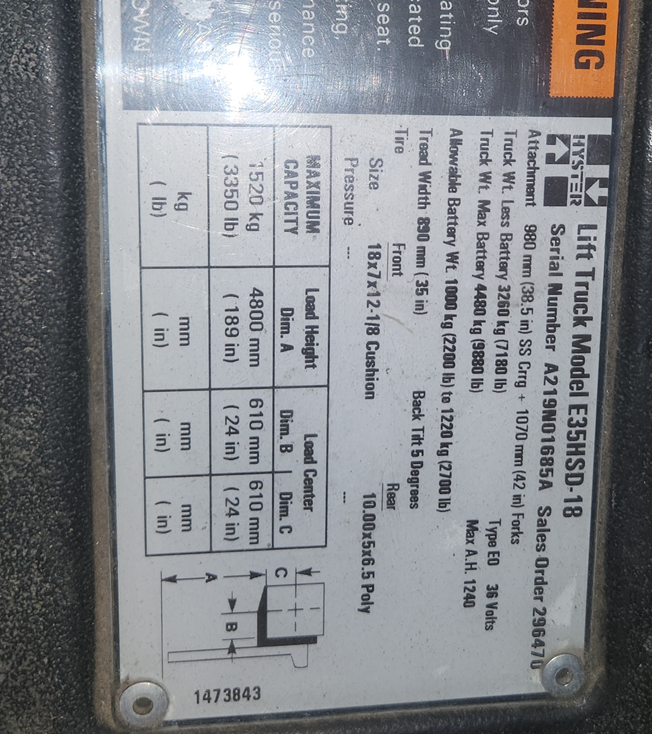 NING
ors
only
ating
ated
seat.
ing,
nance
HYSTER
Lift Truck Model E35HSD-18
Serial Number A219N01685A Sales Order 296470
Attachment 980 mm (38.5 in) SS Crrg + 1070 mm (42 in) Forks
Truck Wt. Less Battery 3260 kg (7180 lb) Type EO 36 Volts
Truck Wt. Max Battery 4480 kg (9880 lb) Max A.H. 1240
Allowable Battery Wt. 1000 kg (2200 lb) to 1220 kg (2700 lb)
Tread Width 890 mm (35 in) Back Tilt 5 Degrees
Tire Front Rear
Size 18x7x12-1/8 Cushion 10.00x5x6.5 Poly
Pressure --- ---
MAXIMUM CAPACITY Load Height Dim. A Load Center Dim. B Dim. C
1520 kg 4800 mm 610 mm 610 mm
(3350 lb) (189 in) (24 in) (24 in)
kg mm mm mm
(lb) (in) (in) (in)
C
A
B
1473843